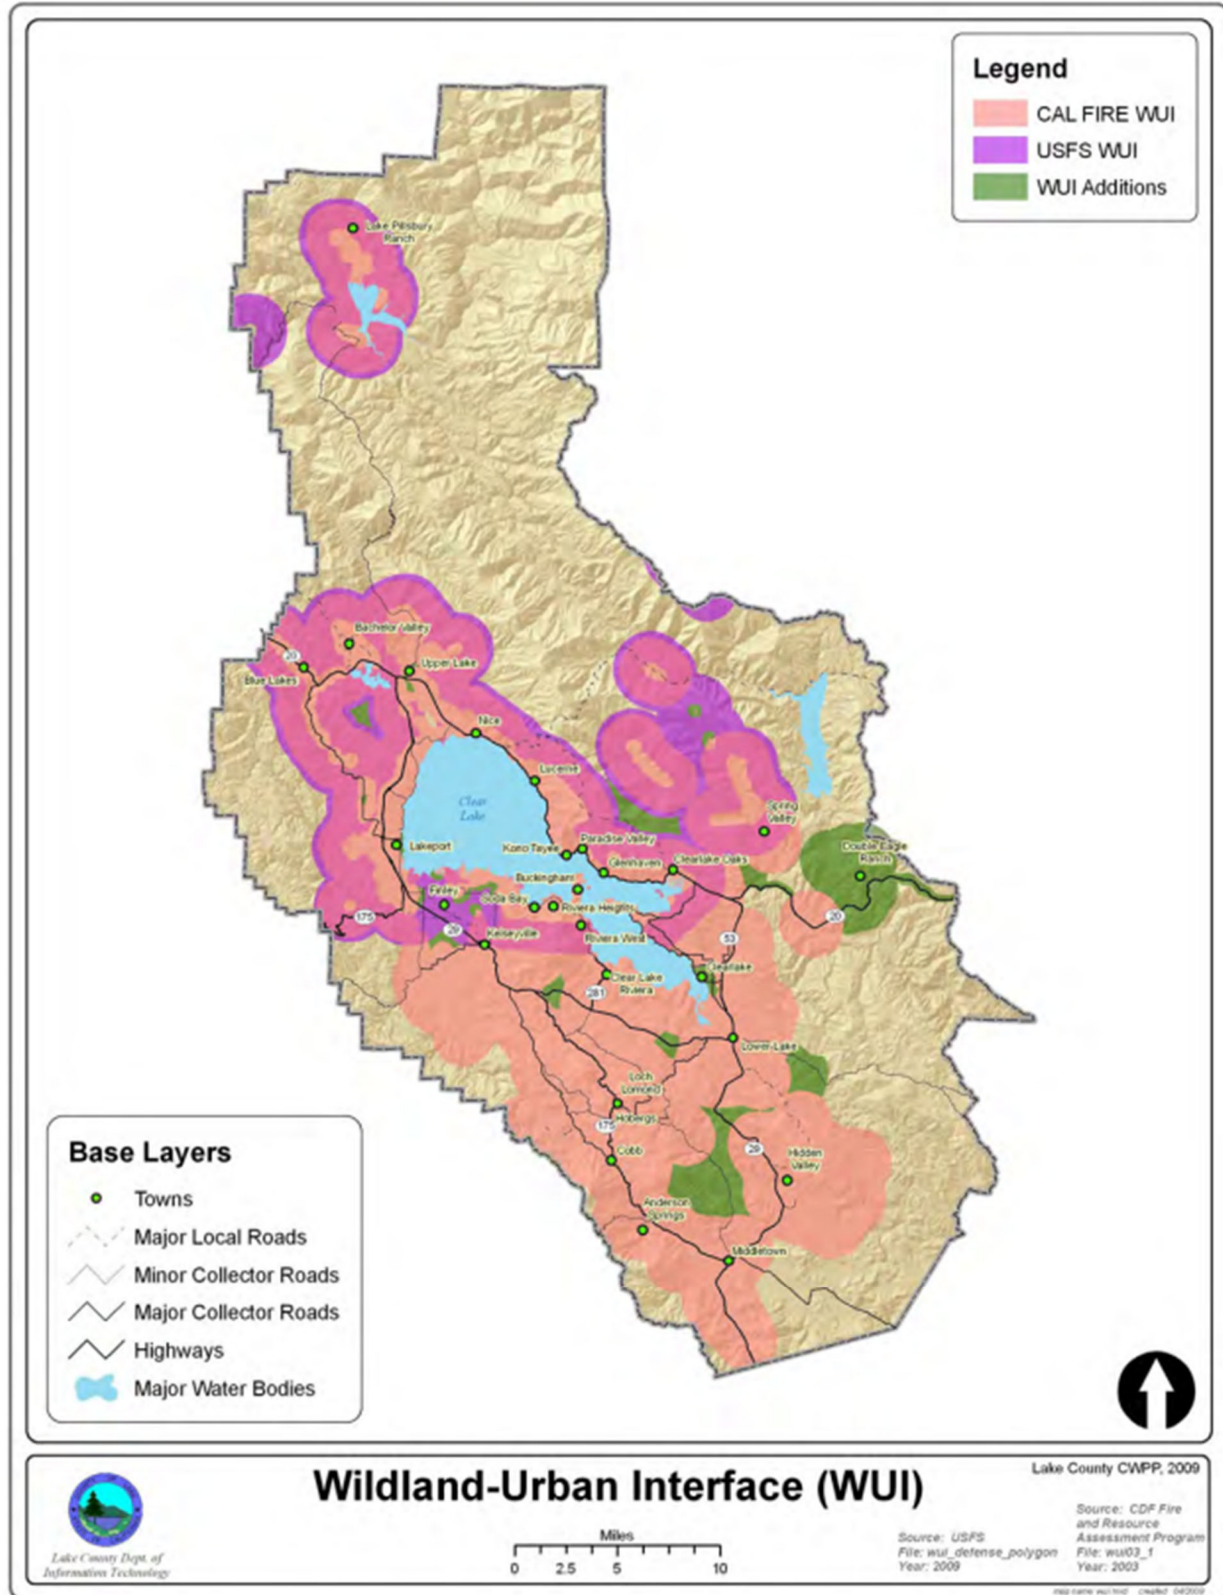 Legend
CAL FIRE WUI
USFS WUI
WUI Additions
Lake Pillsbury
Ranch
Bachelor Valley
20
Upper Lake
Blue Lakes
Nice
Lucerne
Clear
Lake
Spring
Valley
Lakeport
Kono Tayee
Paradise Valley
Double Eagle
Ranch
Glenhaven
Clearlake Oaks
Buckingham
Finley
Soda Bay
Riviera Heights
175
20
29
Kelseyville
Riviera West
53
Clearlake
Clear Lake
Riviera
281
Lower Lake
Loch
Lomond
Hobergs
175
Cobb
29
Hidden
Valley
Anderson
Springs
Middletown
Base Layers
Towns
Major Local Roads
Minor Collector Roads
Major Collector Roads
Highways
Major Water Bodies
Wildland-Urban Interface (WUI)
Lake County CWPP, 2009
Miles
0 2.5 5 10
Lake County Dept. of
Information Technology
Source: USFS
File: wui_defense_polygon
Year: 2009
Source: CDF Fire
and Resource
Assessment Program
File: wui03_1
Year: 2003